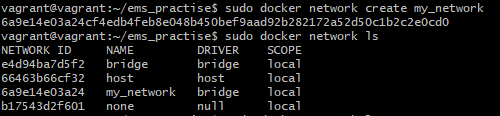 vagrant@vagrant:~/ems_practise$ sudo docker network create my_network
6a9e14e03a24cf4edb4feb8e048b450bef9aad92b282172a52d50c1b2c2e0cd0
vagrant@vagrant:~/ems_practise$ sudo docker network ls
NETWORK ID NAME DRIVER SCOPE
e4d94ba7d5f2 bridge bridge local
66463b66cf32 host host local
6a9e14e03a24 my_network bridge local
b17543d2f601 none null local